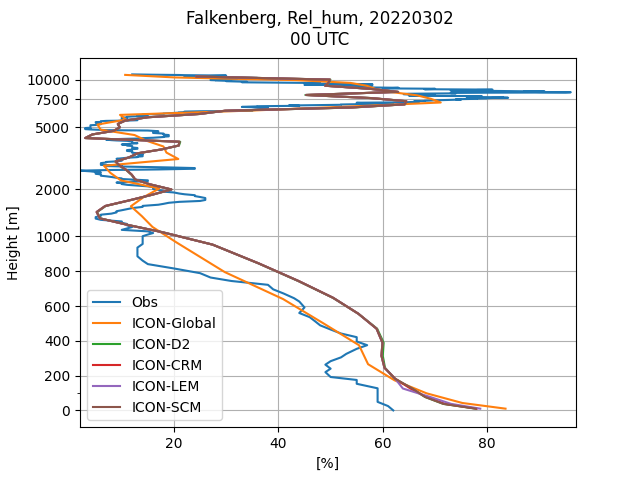 Falkenberg, Rel_hum, 20220302
00 UTC
10000
7500
5000
2000
1000
800
600
400
200
0
Height [m]
Obs
ICON-Global
ICON-D2
ICON-CRM
ICON-LEM
ICON-SCM
20 40 60 80
[%]